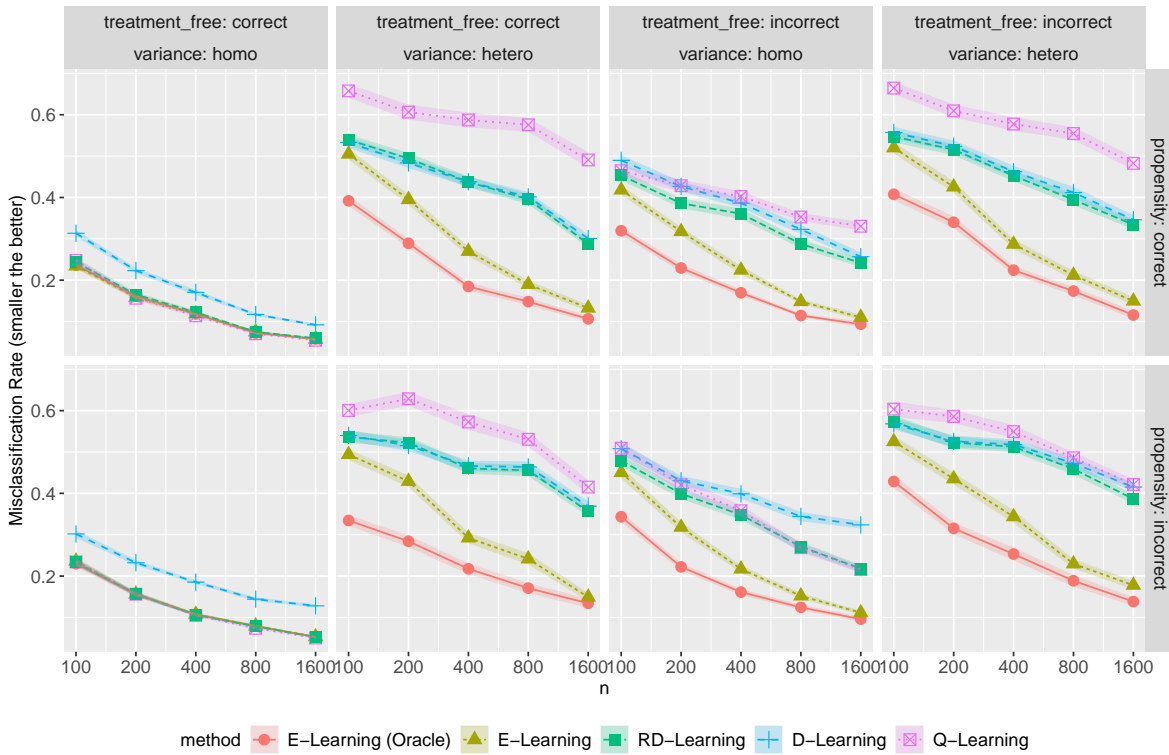 treatment_free: correct
variance: homo
treatment_free: correct
variance: hetero
treatment_free: incorrect
variance: homo
treatment_free: incorrect
variance: hetero
Misclassification Rate (smaller the better)
0.6
0.4
0.2
propensity: correct
0.6
0.4
0.2
propensity: incorrect
100 200 400 800 1600
100 200 400 800 1600
100 200 400 800 1600
100 200 400 800 1600
n
method E−Learning (Oracle) E−Learning RD−Learning D−Learning Q−Learning